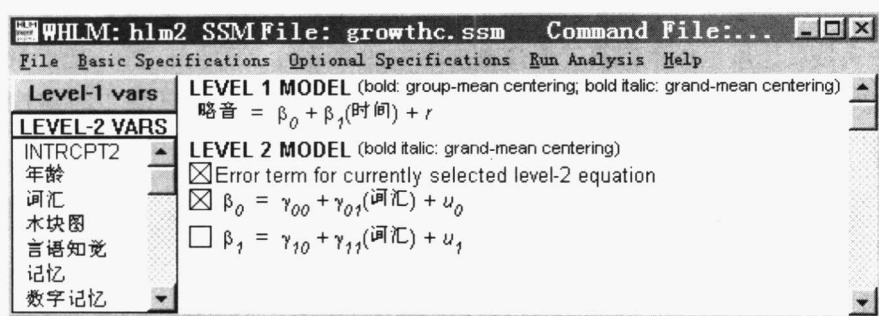 WHLM: hlm2 SSM File: growthc.ssm Command File:...
File Basic Specifications Optional Specifications Run Analysis Help
Level-1 vars
LEVEL-2 VARS
INTRCPT2
年龄
词汇
木块图
言语知觉
记忆
数字记忆
LEVEL 1 MODEL (bold: group-mean centering; bold italic: grand-mean centering)
略音 = β₀ + β₁(时间) + r
LEVEL 2 MODEL (bold italic: grand-mean centering)
Error term for currently selected level-2 equation
β₀ = γ₀₀ + γ₀₁(词汇) + u₀
β₁ = γ₁₀ + γ₁₁(词汇) + u₁